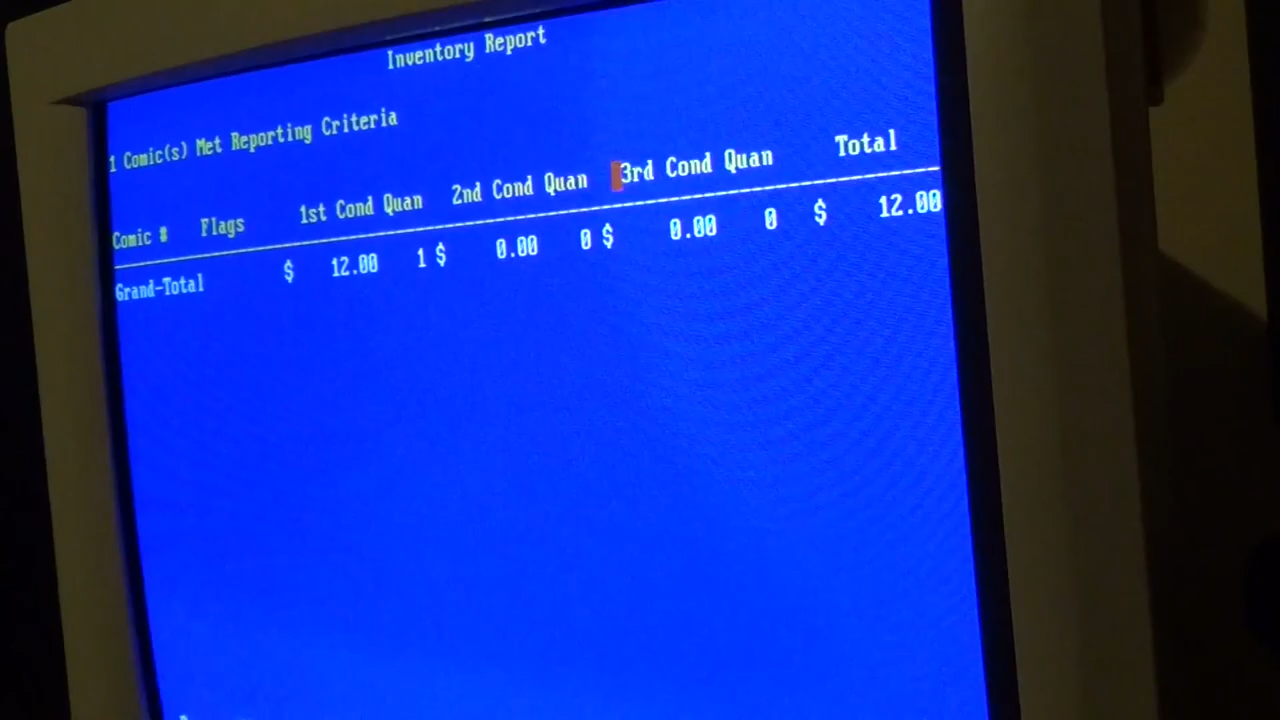 Inventory Report
1 Comic(s) Met Reporting Criteria
Comic # Flags 1st Cond Quan 2nd Cond Quan 3rd Cond Quan Total
Grand-Total $ 12.00 1 $ 0.00 0 $ 0.00 0 $ 12.00